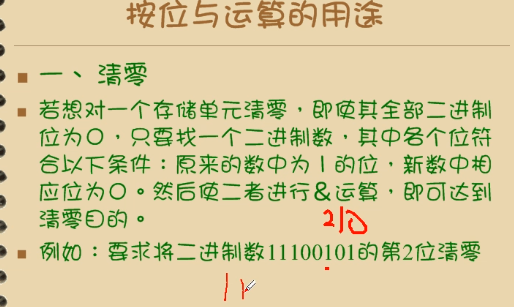 按位与运算的用途
一、清零
若想对一个存储单元清零，即使其全部二进制
位为0，只要找一个二进制数，其中各个位符
合以下条件：原来的数中为1的位，新数中相
应位为0。然后使二者进行&运算，即可达到
清零目的。
210
例如：要求将二进制数11100101的第2位清零
11